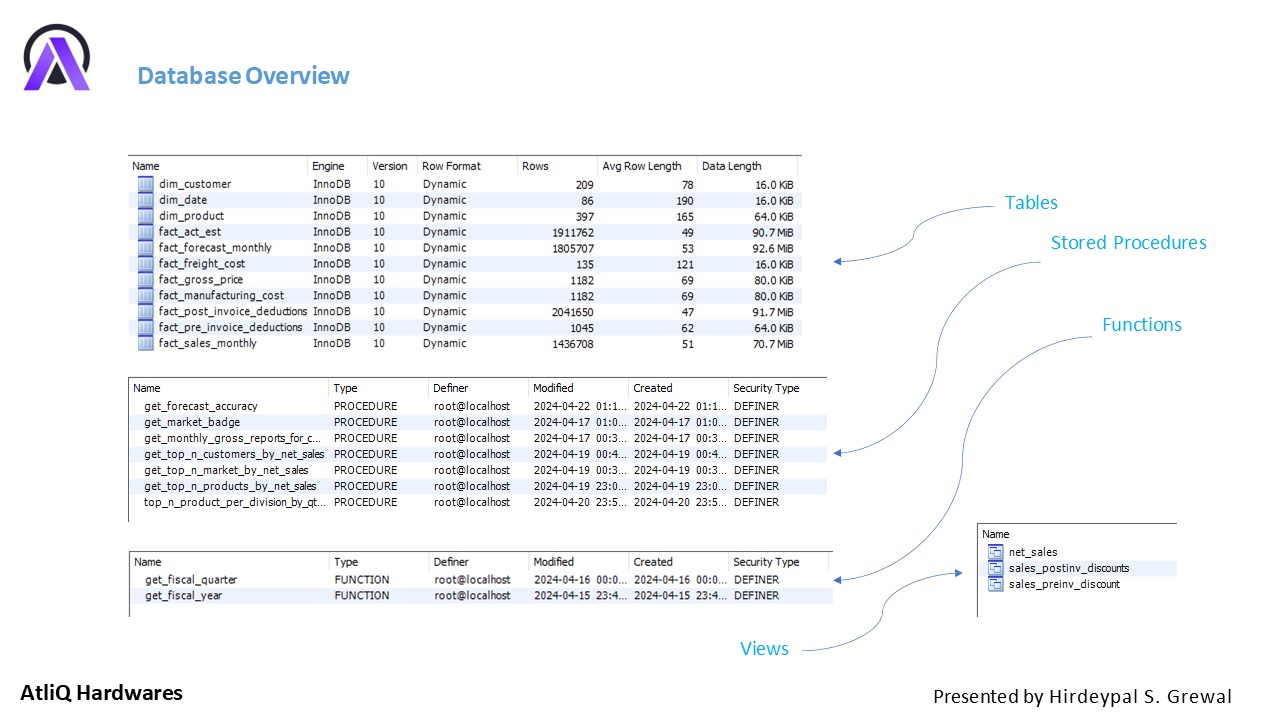 Database Overview
Name Engine Version Row Format Rows Avg Row Length Data Length
dim_customer InnoDB 10 Dynamic 209 78 16.0 KiB
dim_date InnoDB 10 Dynamic 86 190 16.0 KiB
dim_product InnoDB 10 Dynamic 397 165 64.0 KiB
fact_act_est InnoDB 10 Dynamic 1911762 49 90.7 MiB
fact_forecast_monthly InnoDB 10 Dynamic 1805707 53 92.6 MiB
fact_freight_cost InnoDB 10 Dynamic 135 121 16.0 KiB
fact_gross_price InnoDB 10 Dynamic 1182 69 80.0 KiB
fact_manufacturing_cost InnoDB 10 Dynamic 1182 69 80.0 KiB
fact_post_invoice_deductions InnoDB 10 Dynamic 2041650 47 91.7 MiB
fact_pre_invoice_deductions InnoDB 10 Dynamic 1045 62 64.0 KiB
fact_sales_monthly InnoDB 10 Dynamic 1436708 51 70.7 MiB
Tables
Stored Procedures
Functions
Name Type Definer Modified Created Security Type
get_forecast_accuracy PROCEDURE root@localhost 2024-04-22 01:1... 2024-04-22 01:1... DEFINER
get_market_badge PROCEDURE root@localhost 2024-04-17 01:0... 2024-04-17 01:0... DEFINER
get_monthly_gross_reports_for_c... PROCEDURE root@localhost 2024-04-17 00:3... 2024-04-17 00:3... DEFINER
get_top_n_customers_by_net_sales PROCEDURE root@localhost 2024-04-19 00:4... 2024-04-19 00:4... DEFINER
get_top_n_market_by_net_sales PROCEDURE root@localhost 2024-04-19 00:3... 2024-04-19 00:3... DEFINER
get_top_n_products_by_net_sales PROCEDURE root@localhost 2024-04-19 23:0... 2024-04-19 23:0... DEFINER
top_n_product_per_division_by_qt... PROCEDURE root@localhost 2024-04-20 23:5... 2024-04-20 23:5... DEFINER
Name Type Definer Modified Created Security Type
get_fiscal_quarter FUNCTION root@localhost 2024-04-16 00:0... 2024-04-16 00:0... DEFINER
get_fiscal_year FUNCTION root@localhost 2024-04-15 23:4... 2024-04-15 23:4... DEFINER
Name
net_sales
sales_postinv_discounts
sales_preinv_discount
Views
AtliQ Hardwares
Presented by Hirdeypal S. Grewal